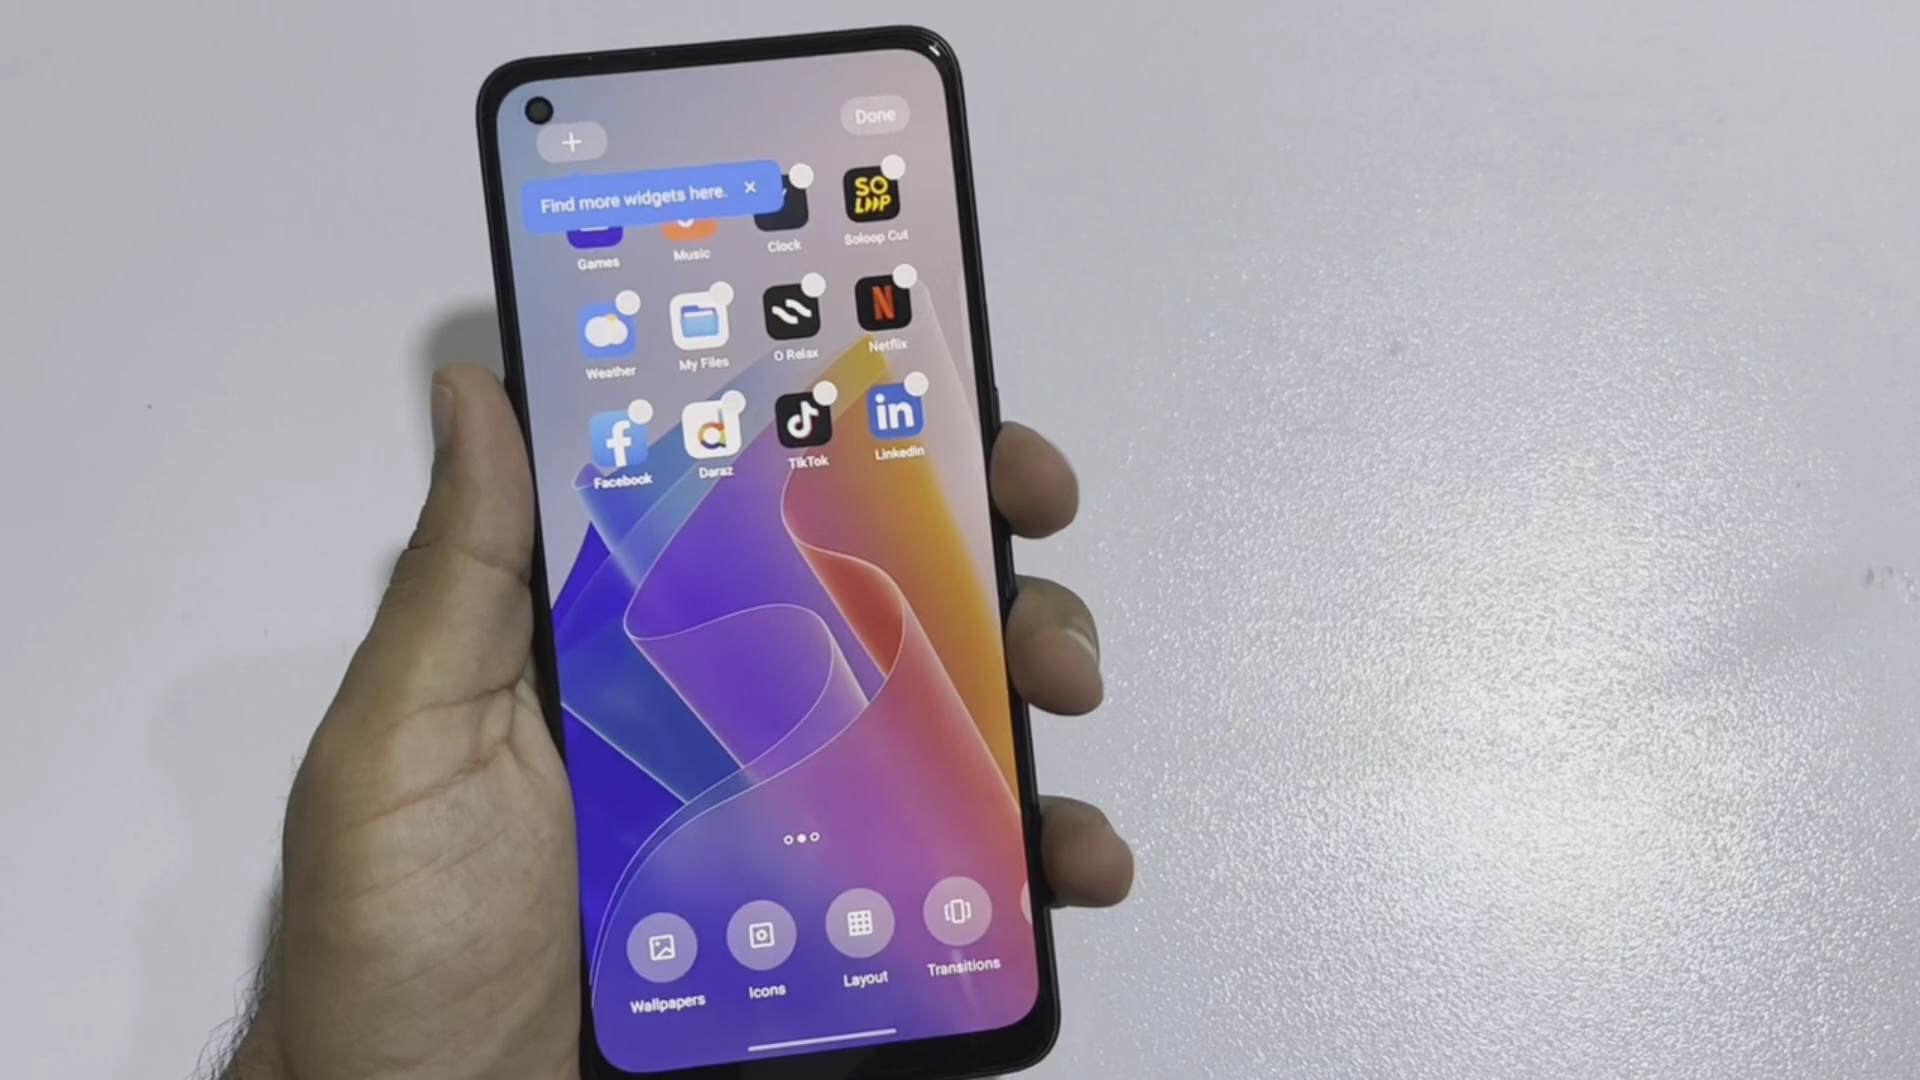 Done
+
Find more widgets here. ×
Games
Music
Clock
SO
LOOP
Soloop Cut
Weather
My Files
O Relax
N
Netflix
f
Facebook
d
Daraz
TikTok
in
LinkedIn
Wallpapers
Icons
Layout
Transitions